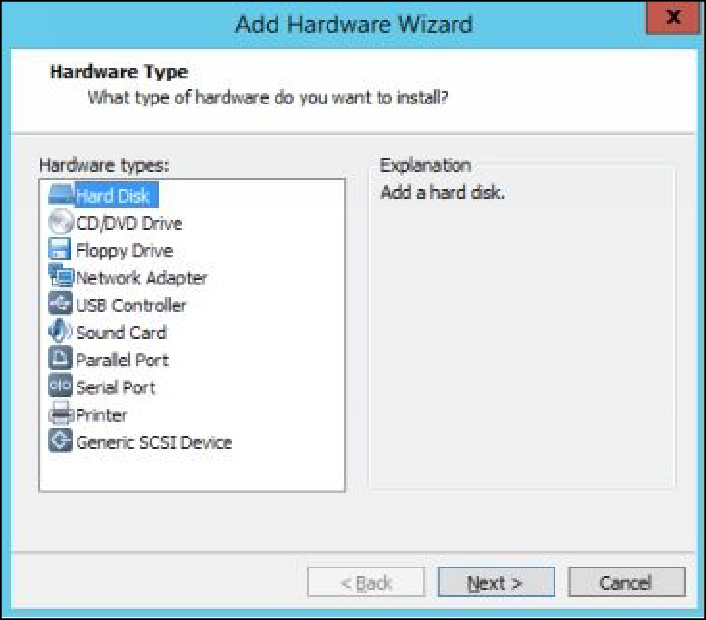 Add Hardware Wizard
x
Hardware Type
What type of hardware do you want to install?
Hardware types:
Hard Disk
CD/DVD Drive
Floppy Drive
Network Adapter
USB Controller
Sound Card
Parallel Port
Serial Port
Printer
Generic SCSI Device
Explanation
Add a hard disk.
< Back
Next >
Cancel